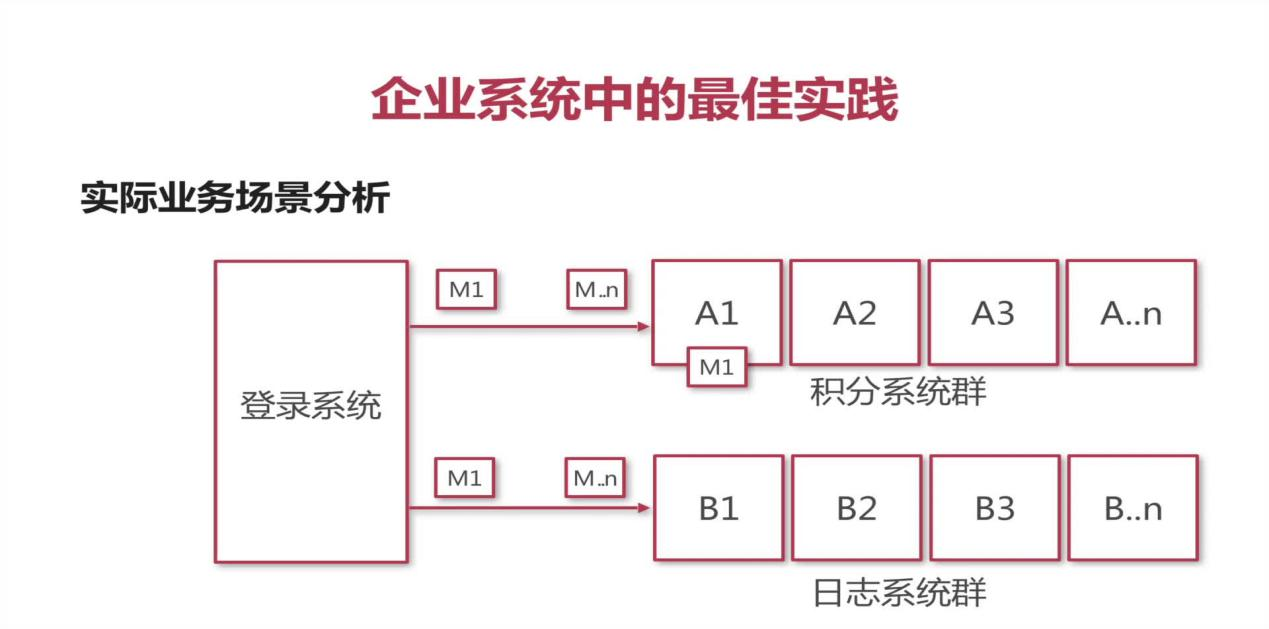 企业系统中的最佳实践
实际业务场景分析
M1 M..n
A1 A2 A3 A..n
M1
积分系统群
登录系统
M1 M..n
B1 B2 B3 B..n
日志系统群